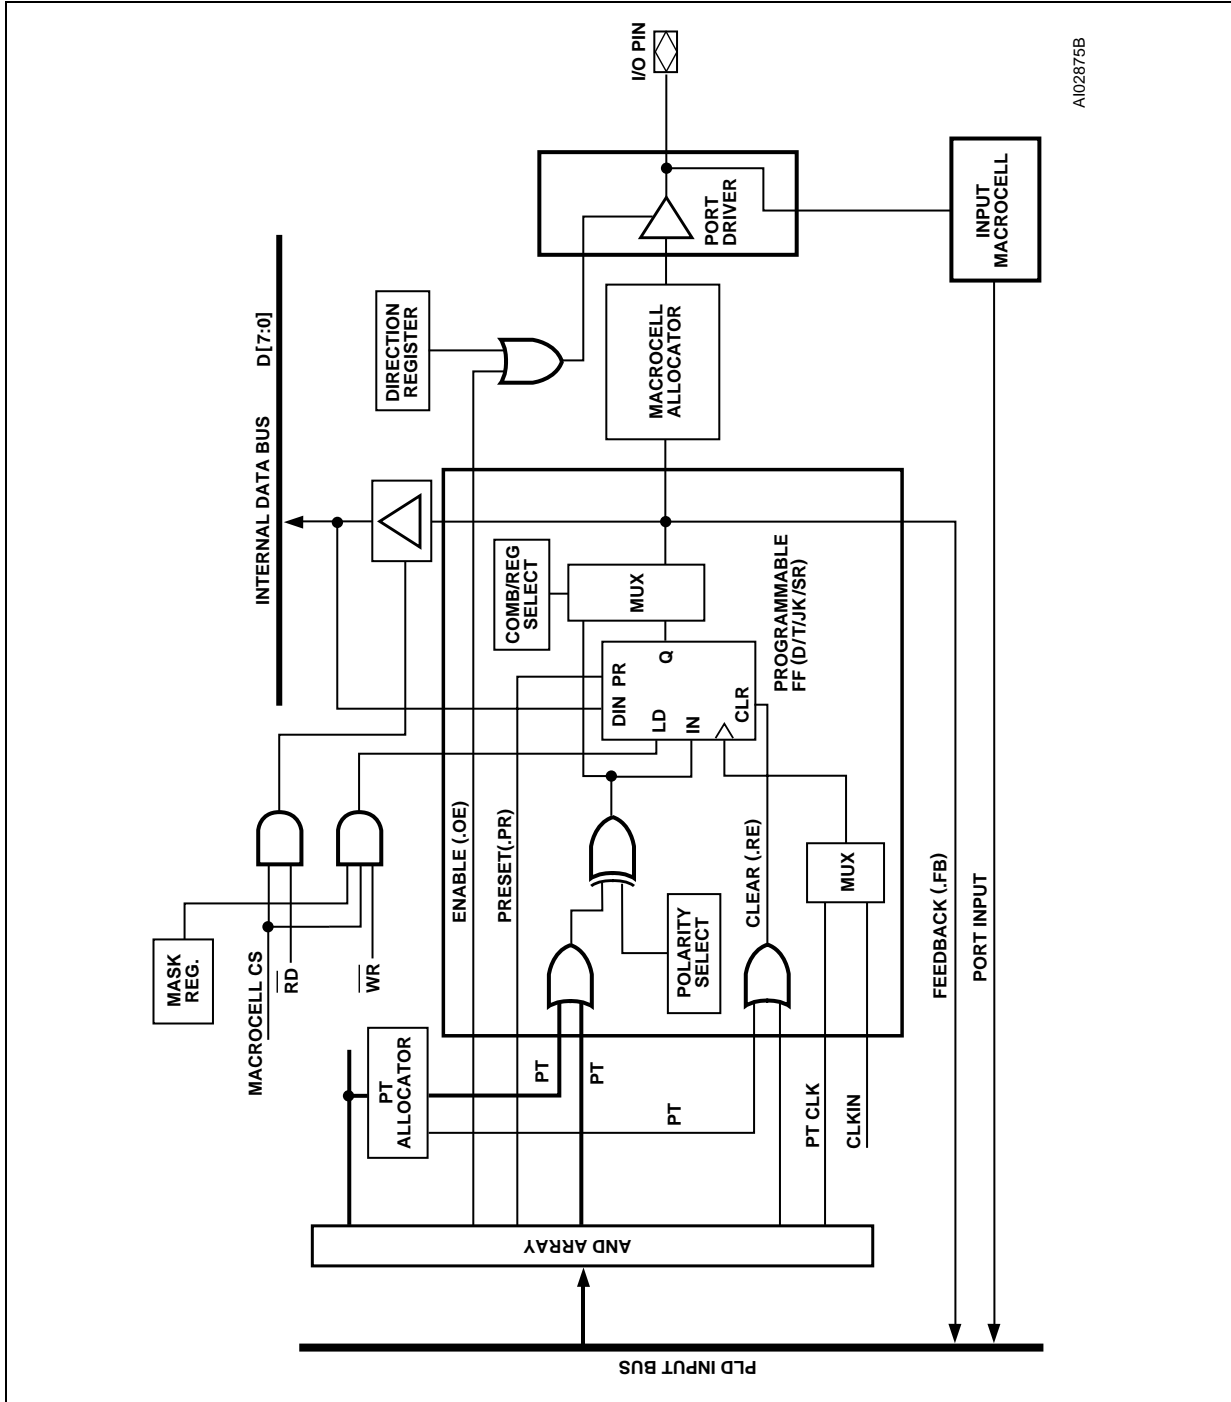 PLD INPUT BUS
AND ARRAY
PT
ALLOCATOR
MASK
REG.
MACROCELL CS
RD
WR
INTERNAL DATA BUS D[7:0]
DIRECTION
REGISTER
ENABLE (.OE)
PRESET(.PR)
PT
PT
PT
PT CLK
CLKIN
POLARITY
SELECT
CLEAR (.RE)
MUX
COMB/REG
SELECT
MUX
DIN PR
LD
Q
IN
CLR
PROGRAMMABLE
FF (D/T/JK/SR)
MACROCELL
ALLOCATOR
PORT
DRIVER
I/O PIN
INPUT
MACROCELL
FEEDBACK (.FB)
PORT INPUT
AI02875B